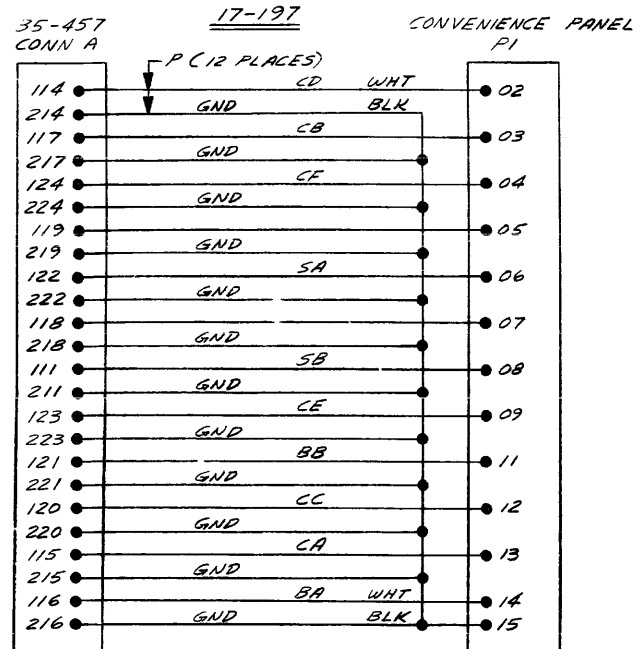 17-197
35-457 CONVENIENCE PANEL
CONN A P1
P (12 PLACES)
114 CD WHT 02
214 GND BLK
117 CB 03
217 GND
124 CF 04
224 GND
119 05
219 GND
122 SA 06
222 GND
118 07
218 GND
111 SB 08
211 GND
123 CE 09
223 GND
121 BB 11
221 GND
120 CC 12
220 GND
115 CA 13
215 GND
116 BA WHT 14
216 GND BLK 15